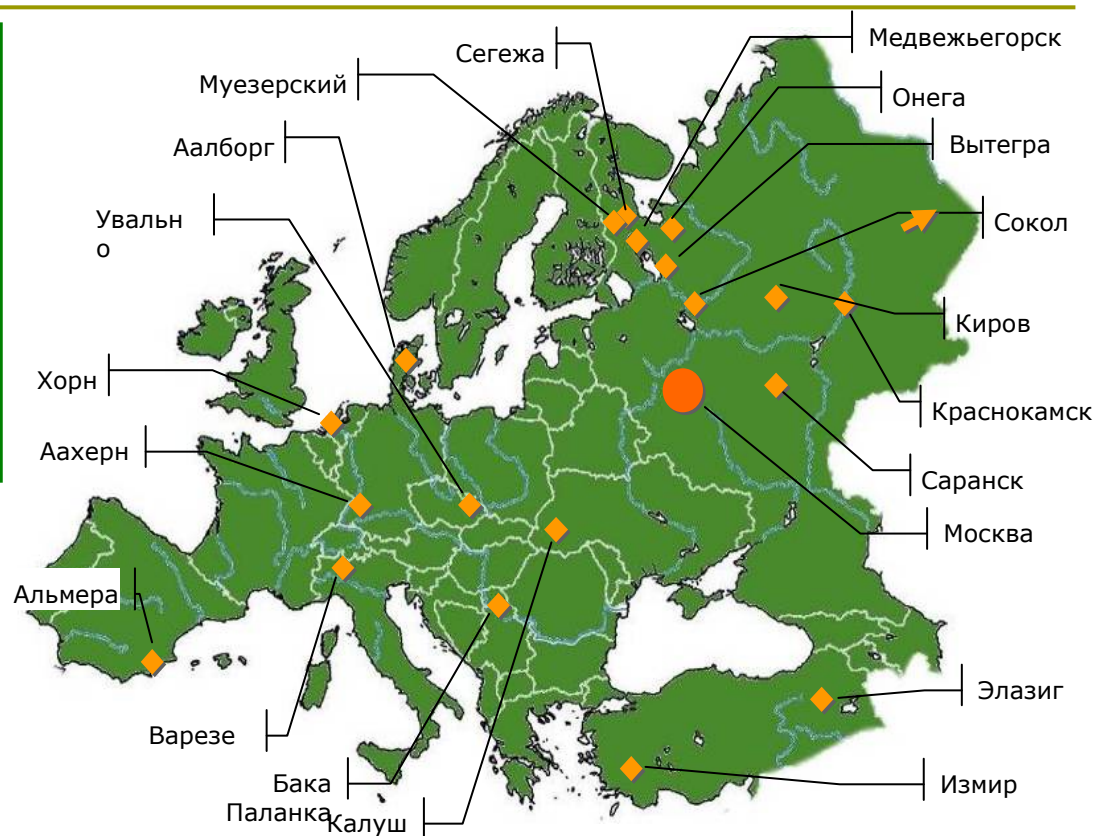 Медвежьегорск
Сегежа
Муезерский
Онега
Аалборг
Вытегра
Увальн
о
Сокол
Киров
Хорн
Краснокамск
Аахерн
Саранск
Москва
Альмера
Элазиг
Варезе
Бака
Паланка
Измир
Калуш